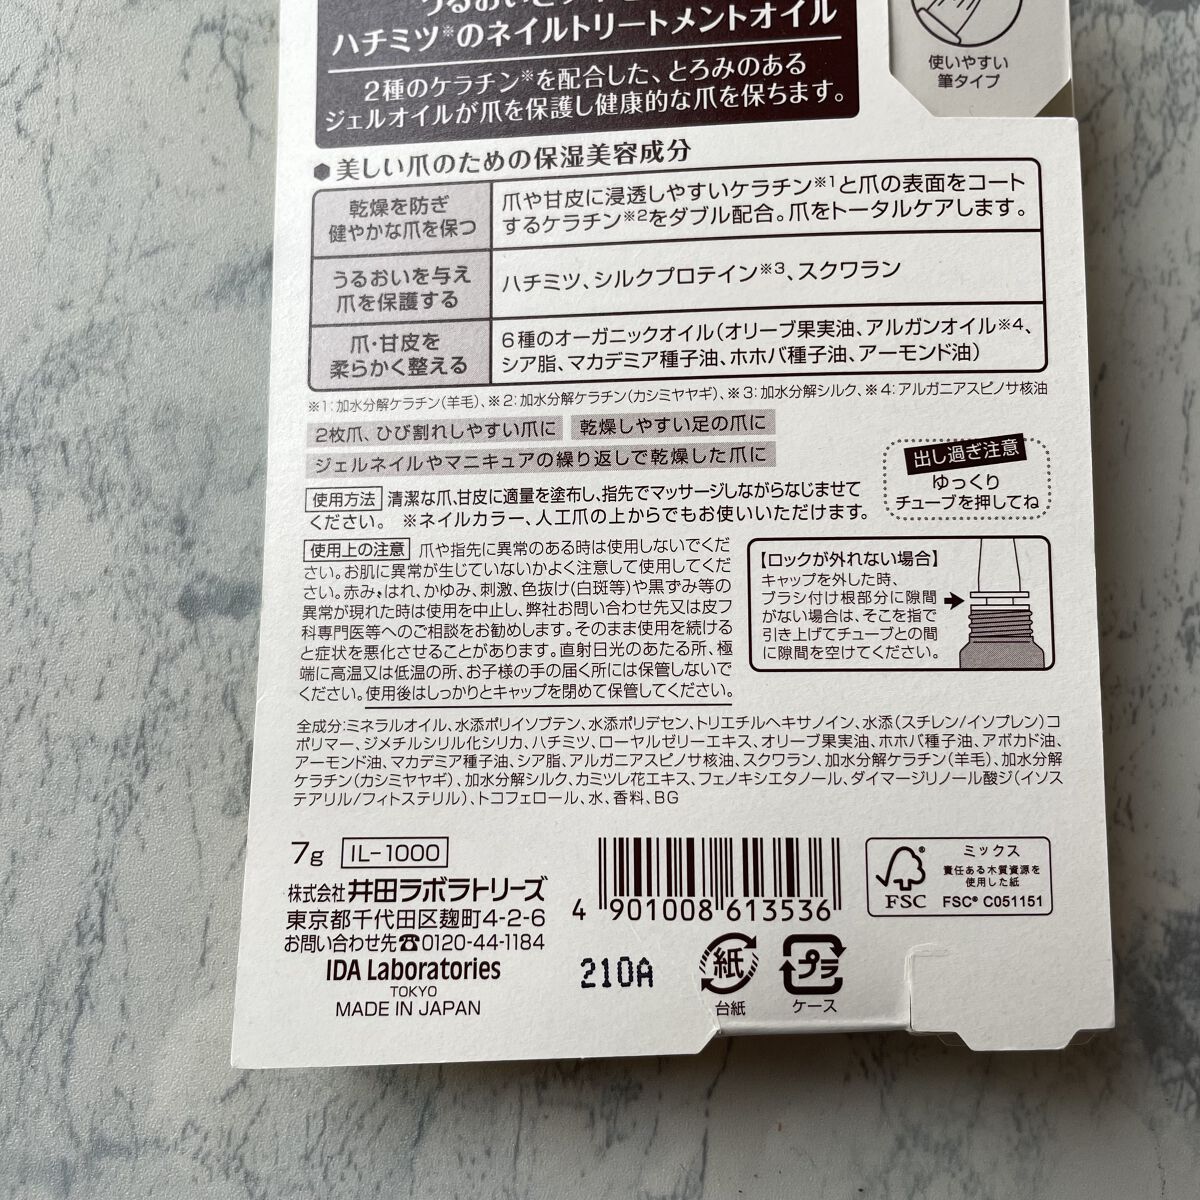 ハチミツ※のネイルトリートメントオイル
2種のケラチン※を配合した、とろみのある
ジェルオイルが爪を保護し健康的な爪を保ちます。
使いやすい
筆タイプ
●美しい爪のための保湿美容成分
乾燥を防ぎ
健やかな爪を保つ
爪や甘皮に浸透しやすいケラチン※1と爪の表面をコート
するケラチン※2をダブル配合。爪をトータルケアします。
うるおいを与え
爪を保護する
ハチミツ、シルクプロテイン※3、スクワラン
爪・甘皮を
柔らかく整える
6種のオーガニックオイル(オリーブ果実油、アルガンオイル※4、
シア脂、マカデミア種子油、ホホバ種子油、アーモンド油)
※1:加水分解ケラチン(羊毛)、※2:加水分解ケラチン(カシミヤヤギ)、※3:加水分解シルク、※4:アルガニアスピノサ核油
2枚爪、ひび割れしやすい爪に
乾燥しやすい足の爪に
ジェルネイルやマニキュアの繰り返しで乾燥した爪に
出し過ぎ注意
ゆっくり
チューブを押してね
使用方法 清潔な爪、甘皮に適量を塗布し、指先でマッサージしながらなじませて
ください。 ※ネイルカラー、人工爪の上からでもお使いいただけます。
使用上の注意 爪や指先に異常のある時は使用しないでくだ
さい。お肌に異常が生じていないかよく注意して使用してくだ
さい。赤み、はれ、かゆみ、刺激、色抜け(白斑等)や黒ずみ等の
異常が現れた時は使用を中止し、弊社お問い合わせ先又は皮フ
科専門医等へのご相談をお勧めします。そのまま使用を続ける
と症状を悪化させることがあります。直射日光のあたる所、極
端に高温又は低温の所、お子様の手の届く所には保管しないで
ください。使用後はしっかりとキャップを閉めて保管してください。
【ロックが外れない場合】
キャップを外した時、
ブラシ付け根部分に隙間
がない場合は、そこを指で
引き上げてチューブとの間
に隙間を空けてください。
全成分:ミネラルオイル、水添ポリイソブテン、水添ポリデセン、トリエチルヘキサノイン、水添(スチレン/イソプレン)コ
ポリマー、ジメチルシリル化シリカ、ハチミツ、ローヤルゼリーエキス、オリーブ果実油、ホホバ種子油、アボカド油、
アーモンド油、マカデミア種子油、シア脂、アルガニアスピノサ核油、スクワラン、加水分解ケラチン(羊毛)、加水分解
ケラチン(カシミヤヤギ)、加水分解シルク、カミツレ花エキス、フェノキシエタノール、ダイマージリノール酸ジ(イソス
テアリル/フィトステリル)、トコフェロール、水、香料、BG
7g IL-1000
株式会社 井田ラボラトリーズ
東京都千代田区麹町4-2-6
お問い合わせ先☎0120-44-1184
IDA Laboratories
TOKYO
MADE IN JAPAN
4 901008 613536
210A
紙
台紙
プラ
ケース
FSC
ミックス
責任ある木質資源を
使用した紙
FSC® C051151